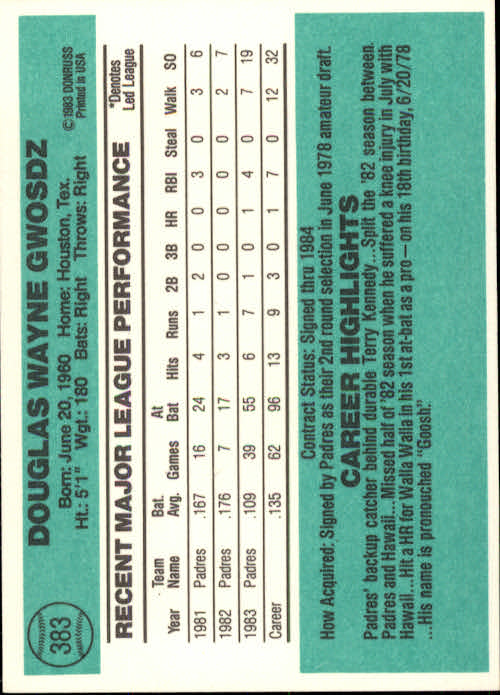 383
DOUGLAS WAYNE GWOSDZ
Born: June 20, 1960 Home: Houston, Tex.
Ht.: 5'1" Wgt.: 180 Bats: Right Throws: Right
©1983 DONRUSS
Printed in USA
RECENT MAJOR LEAGUE PERFORMANCE
*Denotes
Led League
Year Team Name Bat. Avg. Games At Bat Hits Runs 2B 3B HR RBI Steal Walk SO
1981 Padres .167 16 24 4 1 2 0 0 3 0 3 6
1982 Padres .176 7 17 3 1 0 0 0 0 0 2 7
1983 Padres .109 39 55 6 7 1 0 1 4 0 7 19
Career .135 62 96 13 9 3 0 1 7 0 12 32
Contract Status: Signed thru 1984
How Acquired: Signed by Padres as their 2nd round selection in June 1978 amateur draft.
CAREER HIGHLIGHTS
Padres' backup catcher behind durable Terry Kennedy...Split the '82 season between
Padres and Hawaii...Missed half of '82 season when he suffered a knee injury in July with
Hawaii...Hit a HR for Walla Walla in his 1st at-bat as a pro—on his 18th birthday, 6/20/78
...His name is pronouched "Goosh."